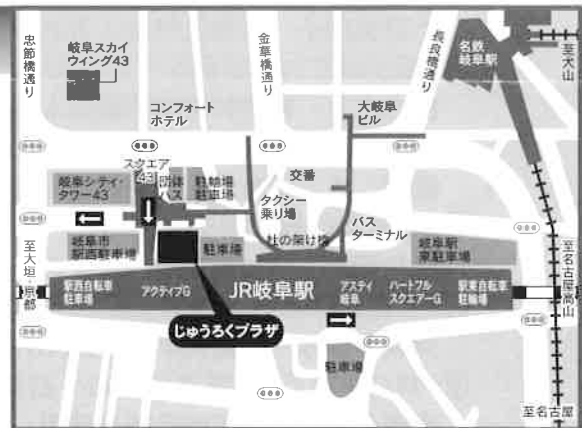 忠節橋通り
岐阜スカイ
ウィング43
金華橋通り
長良橋通り
名鉄
岐阜駅
至犬山
コンフォート
ホテル
大岐阜
ビル
スクエア
43
団体
バス
駐輪場
駐車場
交番
岐阜シティ・
タワー43
タクシー
乗り場
バス
ターミナル
杜の架け橋
岐阜市
駅西駐車場
駐車場
岐阜駅
東駐車場
至大垣・京都
至名古屋
高山
駅西自転車
駐車場
アクティブG
JR岐阜駅
アスティ
岐阜
ハートフル
スクエアーG
駅東自転車
駐輪場
じゅうろくプラザ
駐車場
至名古屋